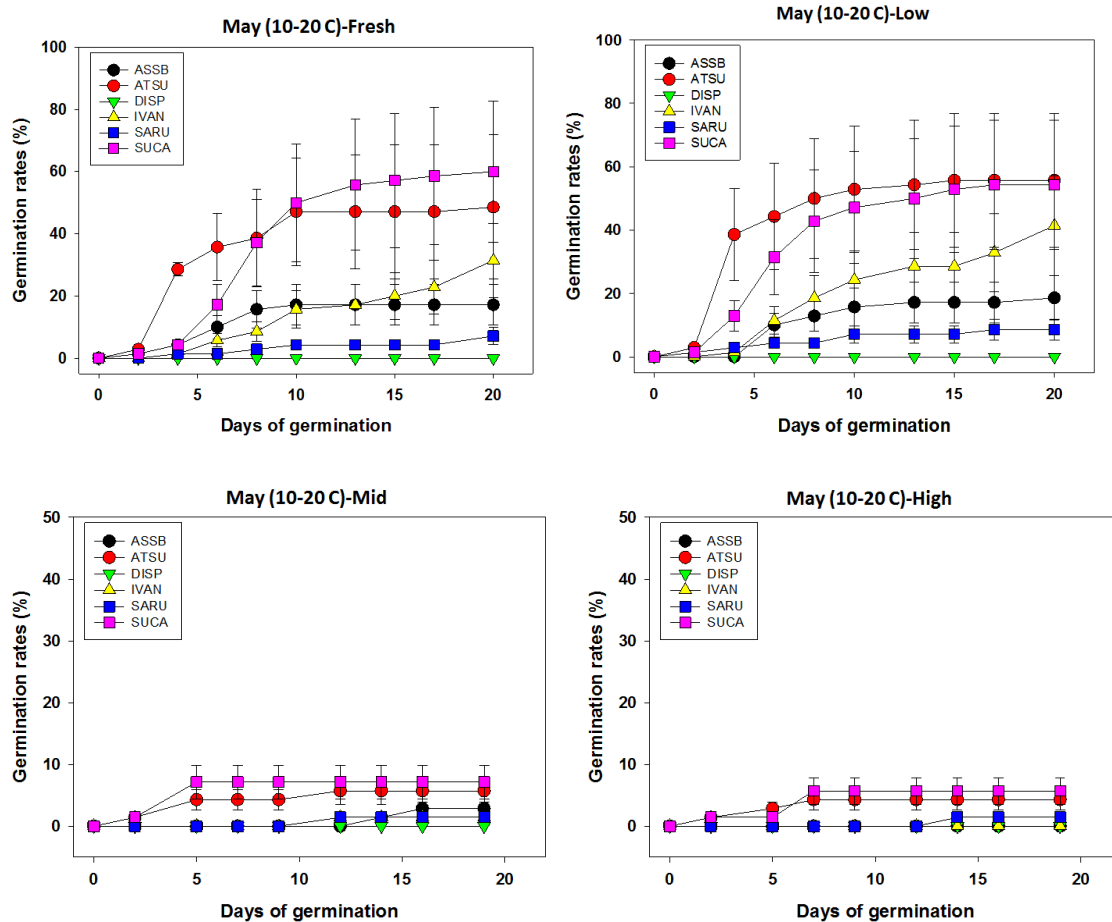 May (10-20 C)-Fresh
100
80
60
40
20
0
Germination rates (%)
ASSB
ATSU
DISP
IVAN
SARU
SUCA
0 5 10 15 20
Days of germination
May (10-20 C)-Low
100
80
60
40
20
0
Germination rates (%)
ASSB
ATSU
DISP
IVAN
SARU
SUCA
0 5 10 15 20
Days of germination
May (10-20 C)-Mid
50
40
30
20
10
0
Germination rates (%)
ASSB
ATSU
DISP
IVAN
SARU
SUCA
0 5 10 15 20
Days of germination
May (10-20 C)-High
50
40
30
20
10
0
Germination rates (%)
ASSB
ATSU
DISP
IVAN
SARU
SUCA
0 5 10 15 20
Days of germination